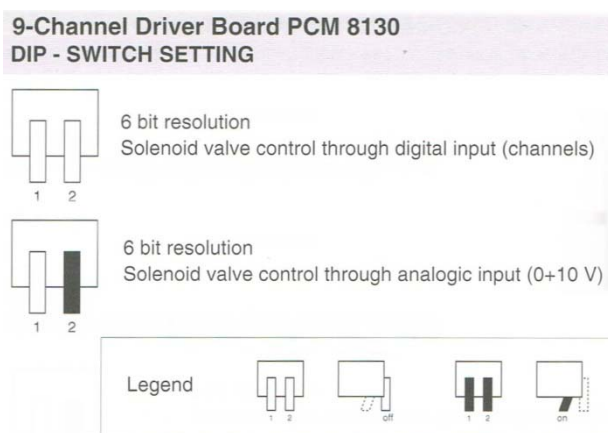 9-Channel Driver Board PCM 8130
DIP - SWITCH SETTING
6 bit resolution
Solenoid valve control through digital input (channels)
1 2
6 bit resolution
Solenoid valve control through analogic input (0+10 V)
1 2
Legend
1 2 off 1 2 on